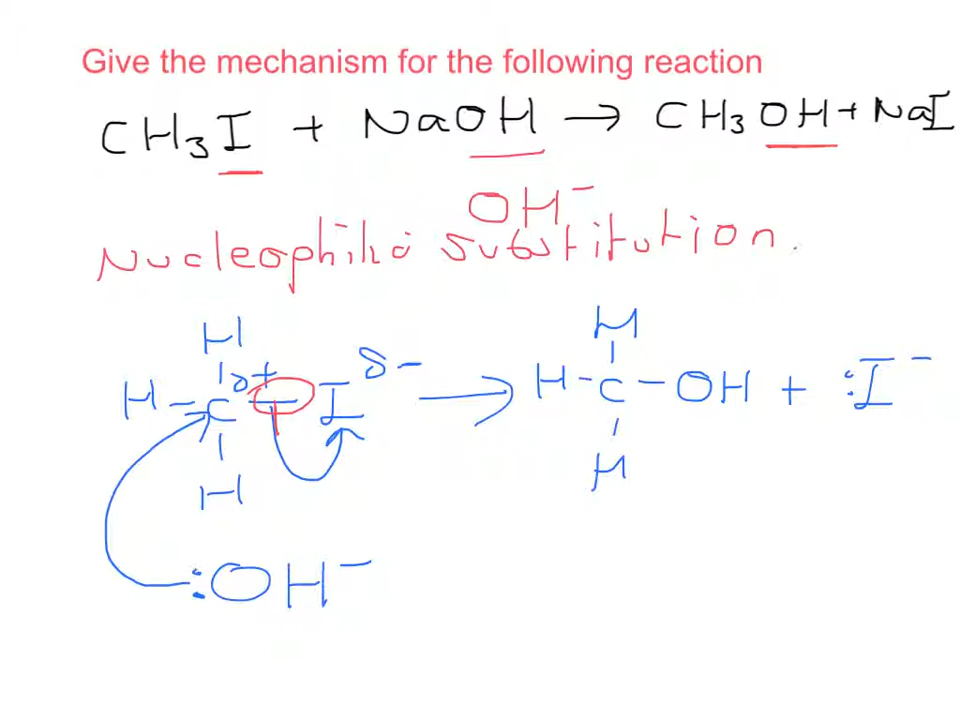 Give the mechanism for the following reaction
CH3I + NaOH → CH3OH + NaI
OH⁻
Nucleophilic substitution.
H H
δ+ δ-
H-C-I → H-C-OH + :I⁻
H H
:OH⁻